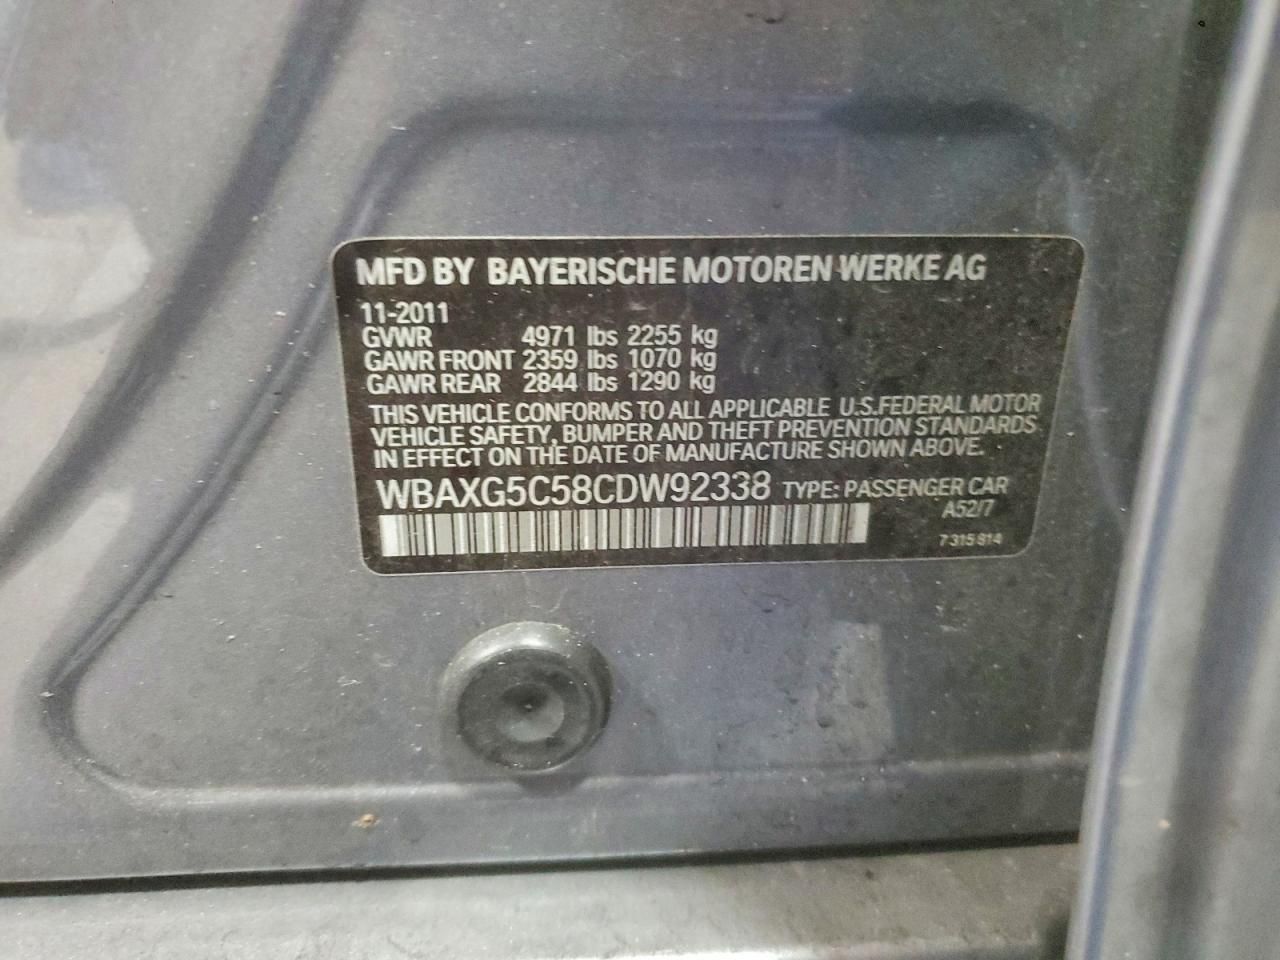 MFD BY BAYERISCHE MOTOREN WERKE AG
11-2011
GVWR 4971 lbs 2255 kg
GAWR FRONT 2359 lbs 1070 kg
GAWR REAR 2844 lbs 1290 kg
THIS VEHICLE CONFORMS TO ALL APPLICABLE U.S.FEDERAL MOTOR
VEHICLE SAFETY, BUMPER AND THEFT PREVENTION STANDARDS
IN EFFECT ON THE DATE OF MANUFACTURE SHOWN ABOVE.
WBAXG5C58CDW92338 TYPE: PASSENGER CAR
A52/7
7 315 814